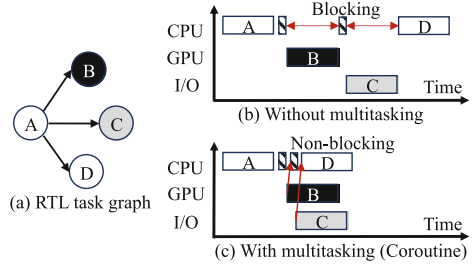 A
B
C
D
(a) RTL task graph
Blocking
CPU
A
D
GPU
B
I/O
C
Time
(b) Without multitasking
Non-blocking
CPU
A
D
GPU
B
I/O
C
Time
(c) With multitasking (Coroutine)